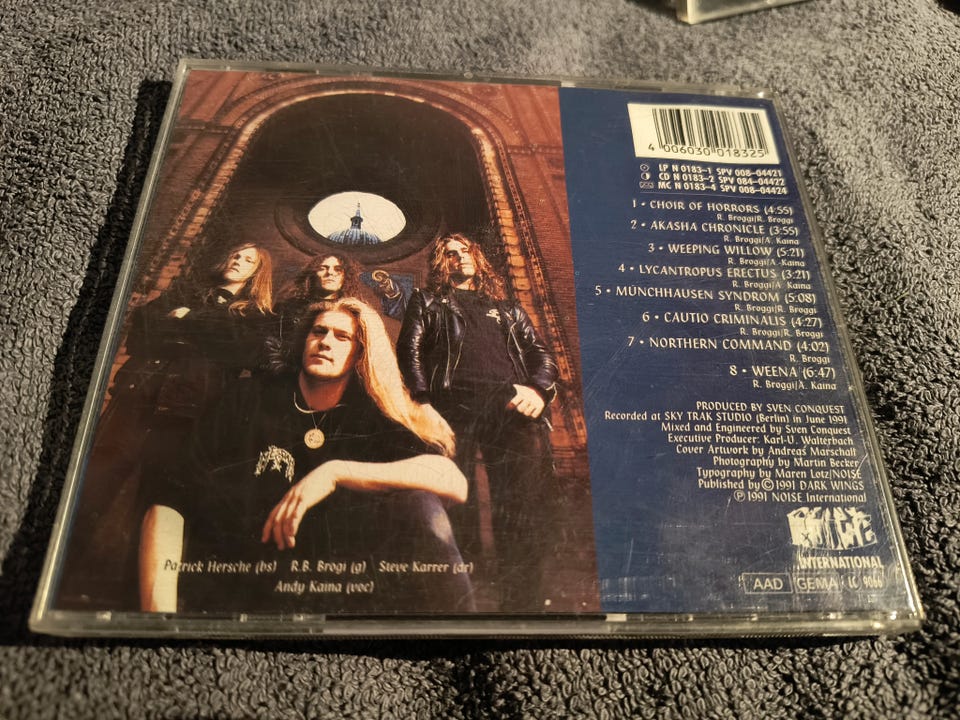 4 006030 018325
LP N 0183-1 SPV 008-04421
CD N 0183-2 SPV 084-04422
MC N 0183-4 SPV 008-04424
1 • CHOIR OF HORRORS (4:55)
R. Broggi/R. Broggi
2 • AKASHA CHRONICLE (3:55)
R. Broggi/A. Kaina
3 • WEEPING WILLOW (5:21)
R. Broggi/A. Kaina
4 • LYCANTROPUS ERECTUS (3:21)
R. Broggi/A. Kaina
5 • MÜNCHHAUSEN SYNDROM (5:08)
R. Broggi/R. Broggi
6 • CAUTIO CRIMINALIS (4:27)
R. Broggi/R. Broggi
7 • NORTHERN COMMAND (4:02)
R. Broggi
8 • WEENA (6:47)
R. Broggi/A. Kaina
PRODUCED BY SVEN CONQUEST
Recorded at SKY TRAK STUDIO (Berlin) in June 1991
Mixed and Engineered by Sven Conquest
Executive Producer: Karl-U. Walterbach
Cover Artwork by Andreas Marschall
Photography by Martin Becker
Typography by Maren Lotz/NOISE
Published by © 1991 DARK WINGS
℗ 1991 NOISE International
NOISE
INTERNATIONAL
AAD GEMA LC 9066
Patrick Hersche (bs) R.B. Brogi (g) Steve Karrer (dr)
Andy Kaina (voc)